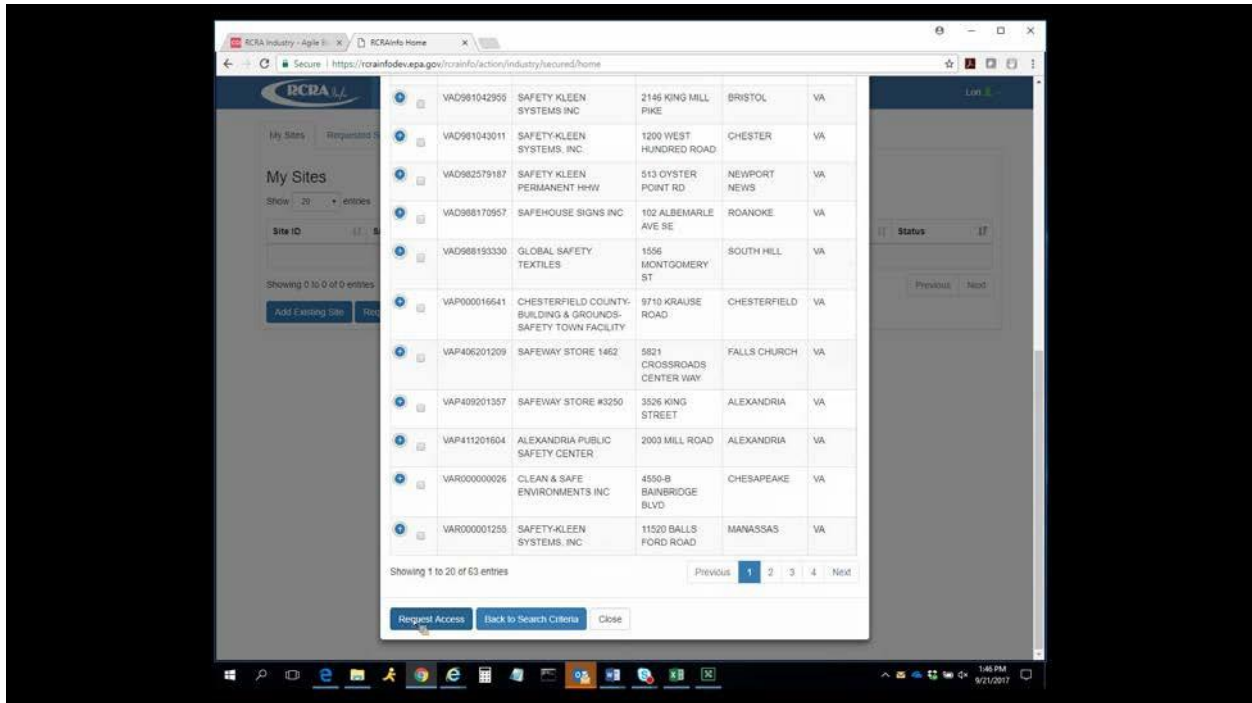 RCRA Industry - Agile B
RCRAInfo Home
Secure
https://rcrainfodev.epa.gov/rcrainfo/action/industry/secured/home
RCRA
Lori
My Sites
Requested S
My Sites
Show 20 entries
Site ID
Status
Showing 0 to 0 of 0 entries
Previous Next
Add Existing Site
Req
VAD981042955 SAFETY KLEEN 2146 KING MILL BRISTOL VA
SYSTEMS INC PIKE
VAD981043011 SAFETY-KLEEN 1200 WEST CHESTER VA
SYSTEMS, INC. HUNDRED ROAD
VAD982579187 SAFETY KLEEN 513 OYSTER NEWPORT VA
PERMANENT HHW POINT RD NEWS
VAD988170957 SAFEHOUSE SIGNS INC 102 ALBEMARLE ROANOKE VA
AVE SE
VAD988193330 GLOBAL SAFETY 1556 SOUTH HILL VA
TEXTILES MONTGOMERY
ST
VAP000016641 CHESTERFIELD COUNTY- 9710 KRAUSE CHESTERFIELD VA
BUILDING & GROUNDS- ROAD
SAFETY TOWN FACILITY
VAP406201209 SAFEWAY STORE 1462 5821 FALLS CHURCH VA
CROSSROADS
CENTER WAY
VAP409201357 SAFEWAY STORE #3250 3526 KING ALEXANDRIA VA
STREET
VAP411201604 ALEXANDRIA PUBLIC 2003 MILL ROAD ALEXANDRIA VA
SAFETY CENTER
VAR000000026 CLEAN & SAFE 4550-B CHESAPEAKE VA
ENVIRONMENTS INC BAINBRIDGE
BLVD
VAR000001255 SAFETY-KLEEN 11520 BALLS MANASSAS VA
SYSTEMS, INC FORD ROAD
Showing 1 to 20 of 63 entries
Previous 1 2 3 4 Next
Request Access Back to Search Criteria Close
1:46 PM
9/21/2017